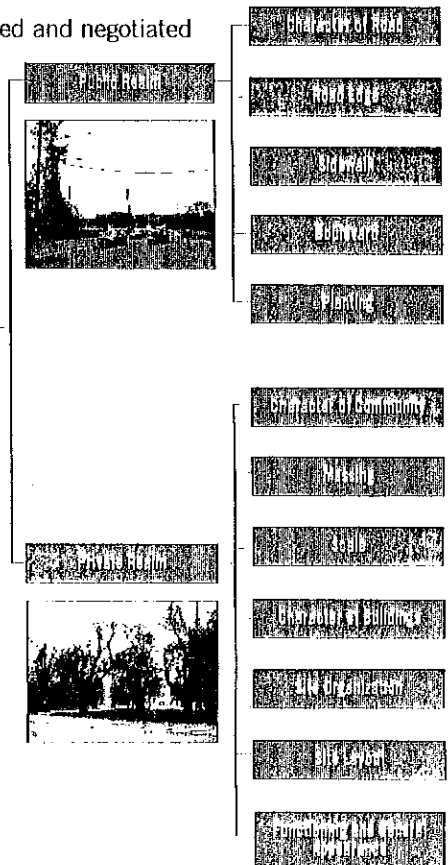 ed and negotiated
Public Realm
Character of Road
Road Edge
Sidewalk
Boulevard
Planting
Private Realm
Character of Community
Massing
Scale
Character of Buildings
Site Organization
Site Layout